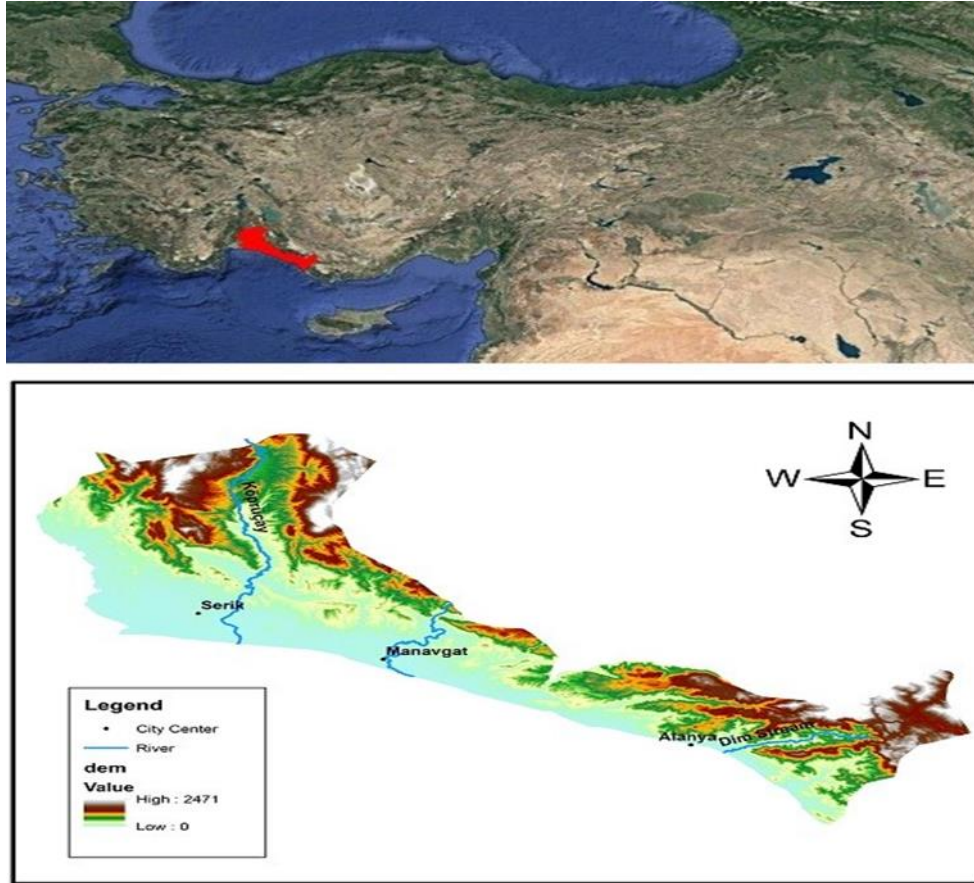 N
W
E
S
Köprüçay
Serik
Manavgat
Alanya
Dim Stream
Legend
City Center
River
dem
Value
High : 2471
Low : 0